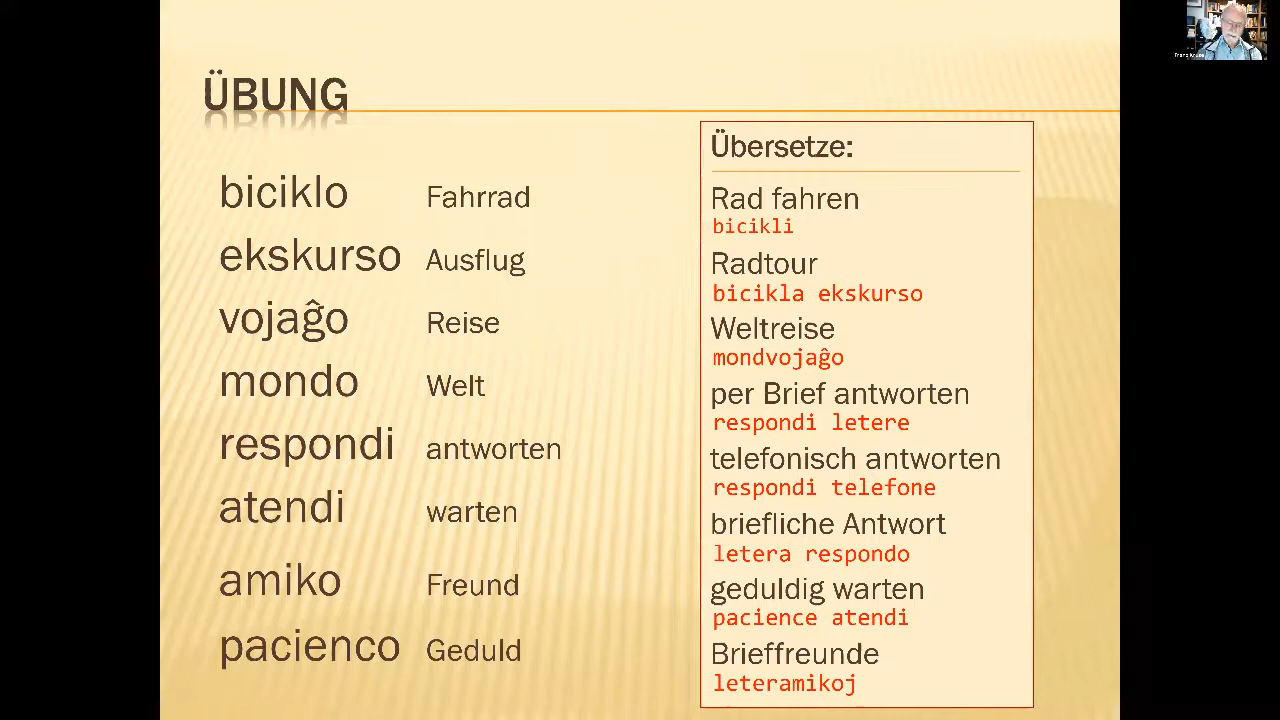 ÜBUNG
biciklo Fahrrad
ekskurso Ausflug
vojaĝo Reise
mondo Welt
respondi antworten
atendi warten
amiko Freund
pacienco Geduld
Übersetze:
Rad fahren
bicikli
Radtour
bicikla ekskurso
Weltreise
mondvojaĝo
per Brief antworten
respondi letere
telefonisch antworten
respondi telefone
briefliche Antwort
letera respondo
geduldig warten
pacience atendi
Brieffreunde
leteramikoj